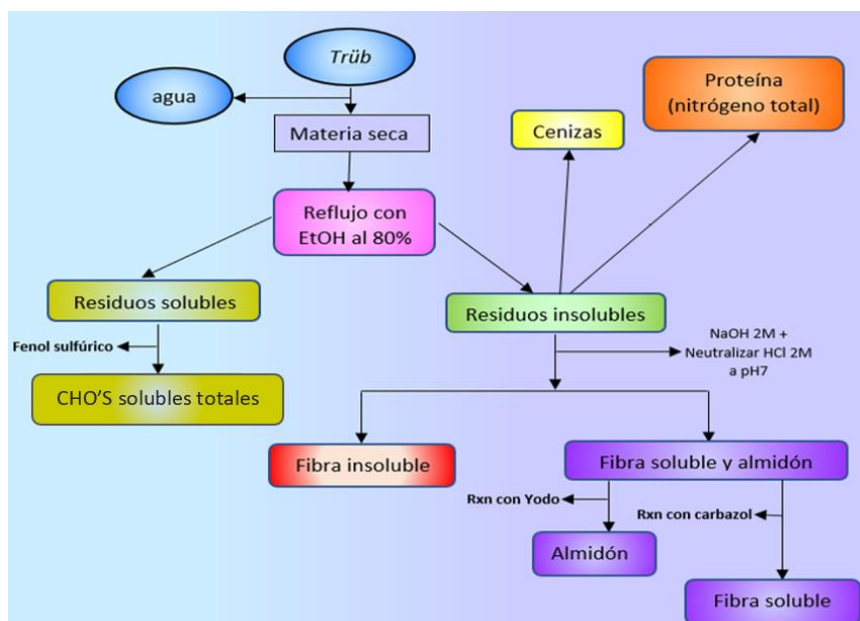 Trüb
agua
Materia seca
Proteína
(nitrógeno total)
Cenizas
Reflujo con
EtOH al 80%
Residuos solubles
Residuos insolubles
Fenol sulfúrico
NaOH 2M +
Neutralizar HCl 2M
a pH7
CHO'S solubles totales
Fibra insoluble
Fibra soluble y almidón
Rxn con Yodo
Rxn con carbazol
Almidón
Fibra soluble